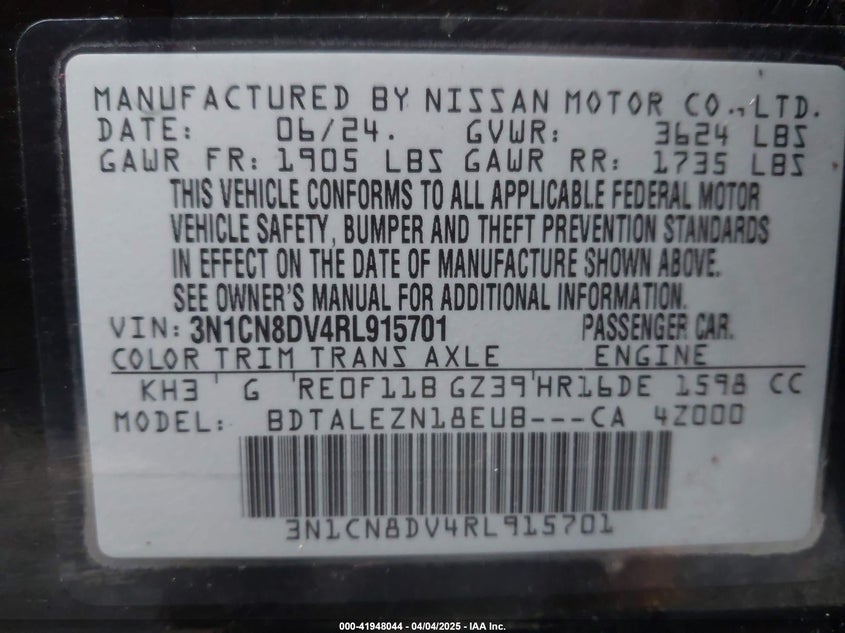 MANUFACTURED BY NISSAN MOTOR CO., LTD.
DATE: 06/24. GVWR: 3624 LBS
GAWR FR: 1905 LBS GAWR RR: 1735 LBS
THIS VEHICLE CONFORMS TO ALL APPLICABLE FEDERAL MOTOR
VEHICLE SAFETY, BUMPER AND THEFT PREVENTION STANDARDS
IN EFFECT ON THE DATE OF MANUFACTURE SHOWN ABOVE.
SEE OWNER'S MANUAL FOR ADDITIONAL INFORMATION.
VIN: 3N1CN8DV4RL915701 PASSENGER CAR.
COLOR TRIM TRANS AXLE ENGINE
KH3 G RE0F11B GZ39 HR16DE 1598 CC
MODEL: BDTALEZN18EUB---CA 4Z000
3N1CN8DV4RL915701
000-41948044 / 04/04/2025 - IAA Inc.